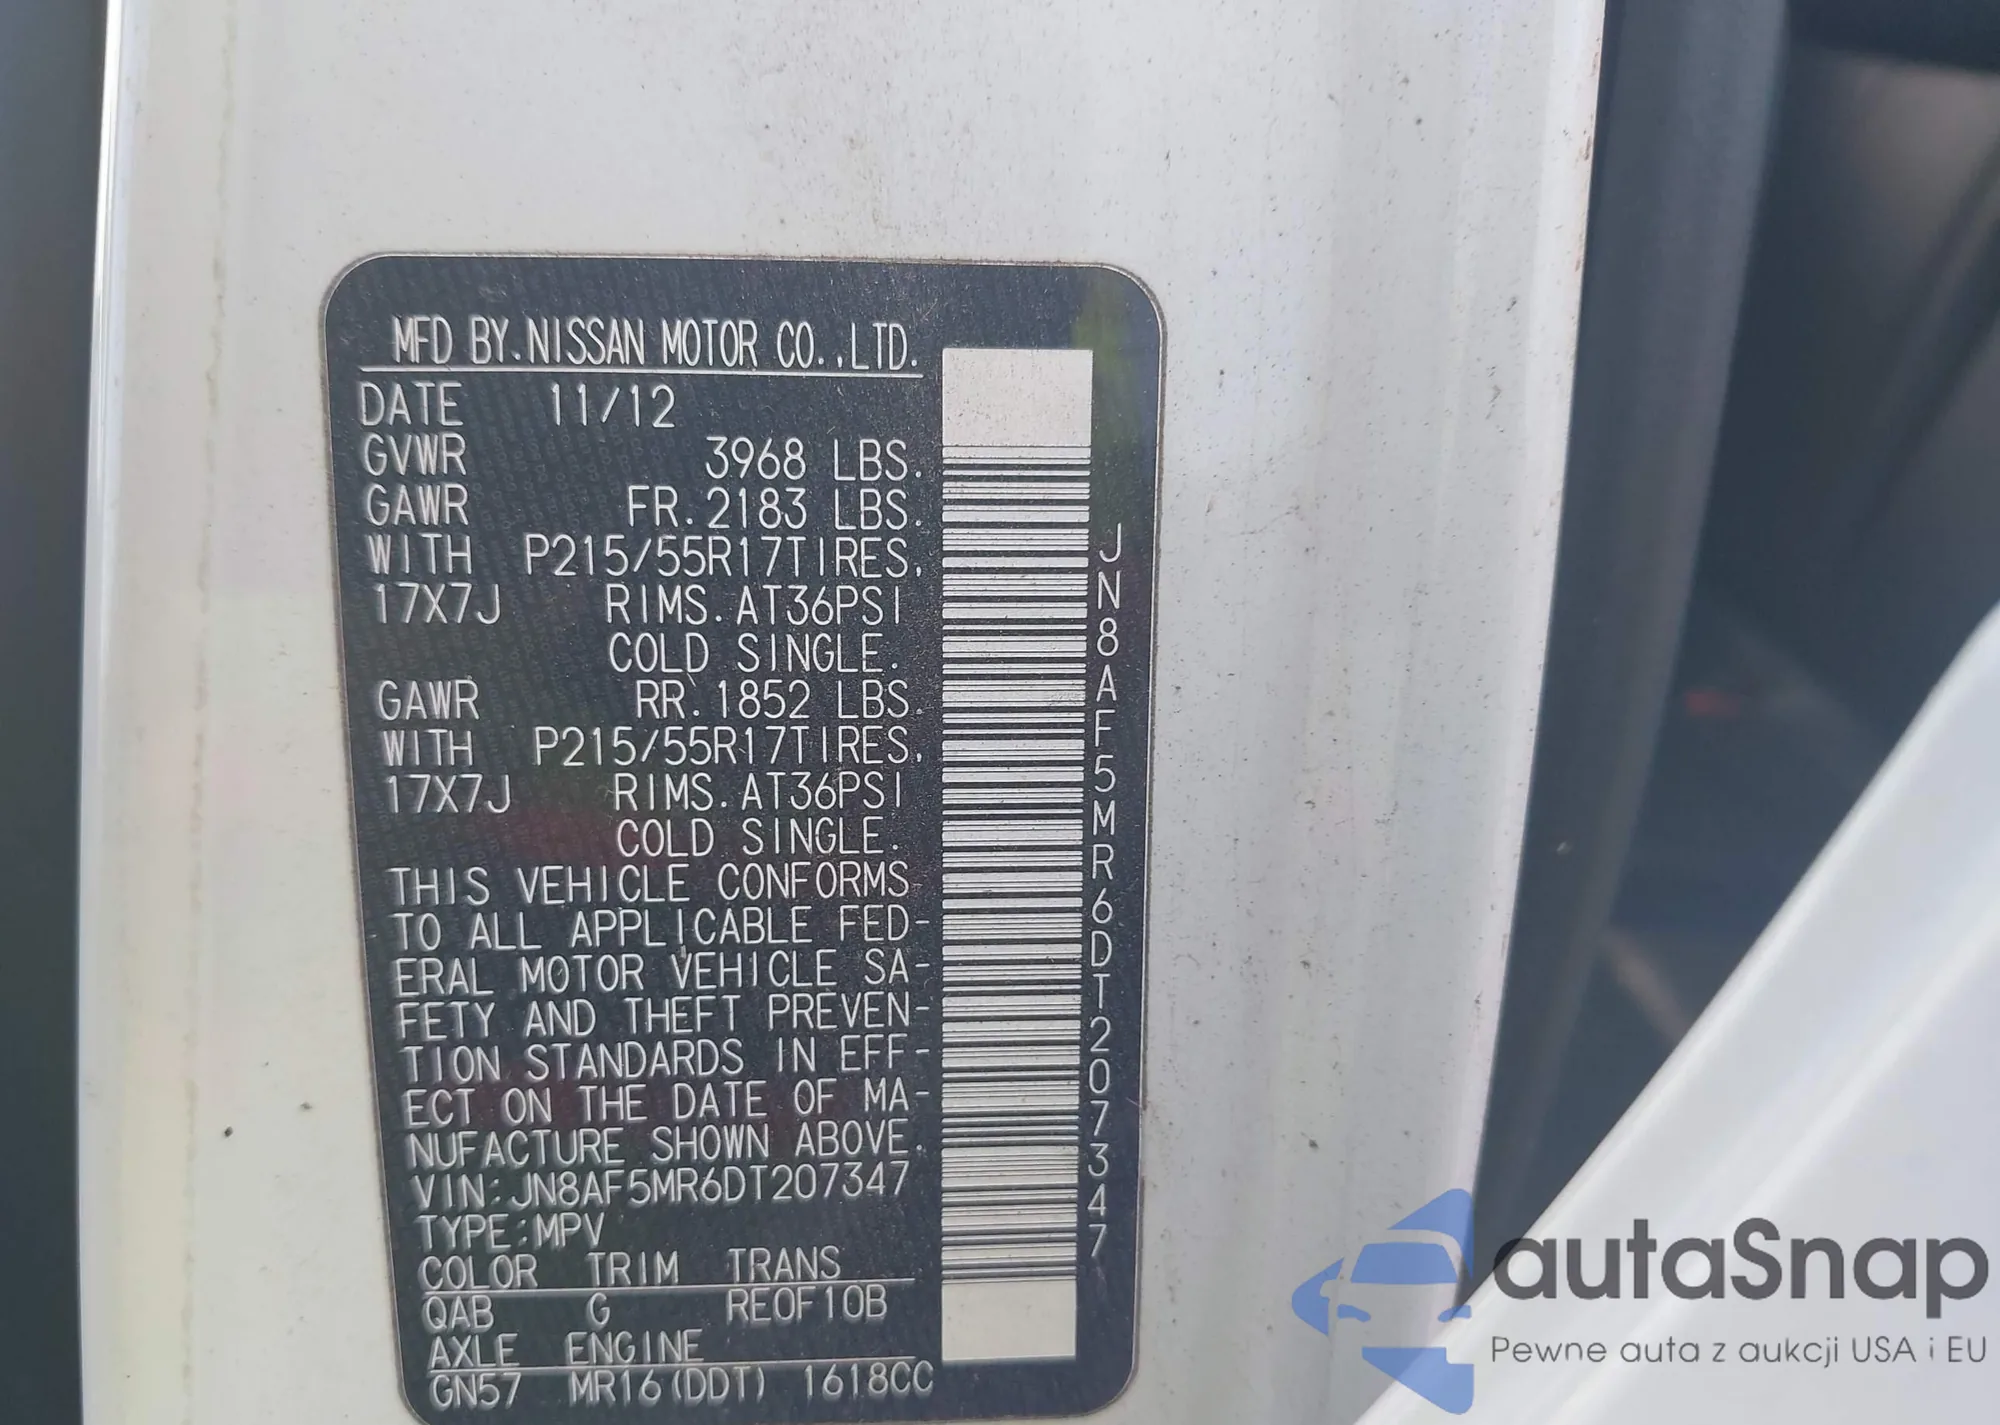 MFD BY.NISSAN MOTOR CO.,LTD.
DATE 11/12
GVWR 3968 LBS.
GAWR FR.2183 LBS.
WITH P215/55R17TIRES,
17X7J RIMS.AT36PSI
COLD SINGLE.
GAWR RR.1852 LBS.
WITH P215/55R17TIRES,
17X7J RIMS.AT36PSI
COLD SINGLE.
THIS VEHICLE CONFORMS
TO ALL APPLICABLE FED-
ERAL MOTOR VEHICLE SA-
FETY AND THEFT PREVEN-
TION STANDARDS IN EFF-
ECT ON THE DATE OF MA-
NUFACTURE SHOWN ABOVE.
VIN:JN8AF5MR6DT207347
TYPE:MPV
COLOR TRIM TRANS
QAB G RE0F10B
AXLE ENGINE
GN57 MR16(DDT) 1618CC
JN8AF5MR6DT207347
autaSnap
Pewne auta z aukcji USA i EU